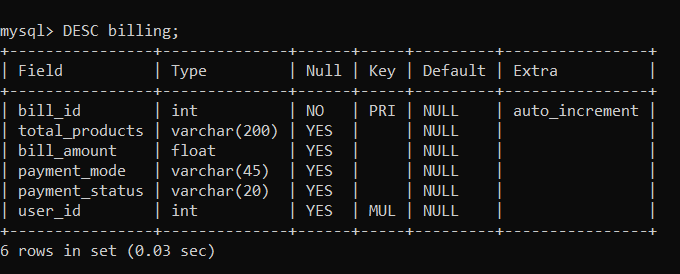 mysql> DESC billing;
+----------------+--------------+------+-----+---------+----------------+
| Field          | Type         | Null | Key | Default | Extra          |
+----------------+--------------+------+-----+---------+----------------+
| bill_id        | int          | NO   | PRI | NULL    | auto_increment |
| total_products | varchar(200) | YES  |     | NULL    |                |
| bill_amount    | float        | YES  |     | NULL    |                |
| payment_mode   | varchar(45)  | YES  |     | NULL    |                |
| payment_status | varchar(20)  | YES  |     | NULL    |                |
| user_id        | int          | YES  | MUL | NULL    |                |
+----------------+--------------+------+-----+---------+----------------+
6 rows in set (0.03 sec)